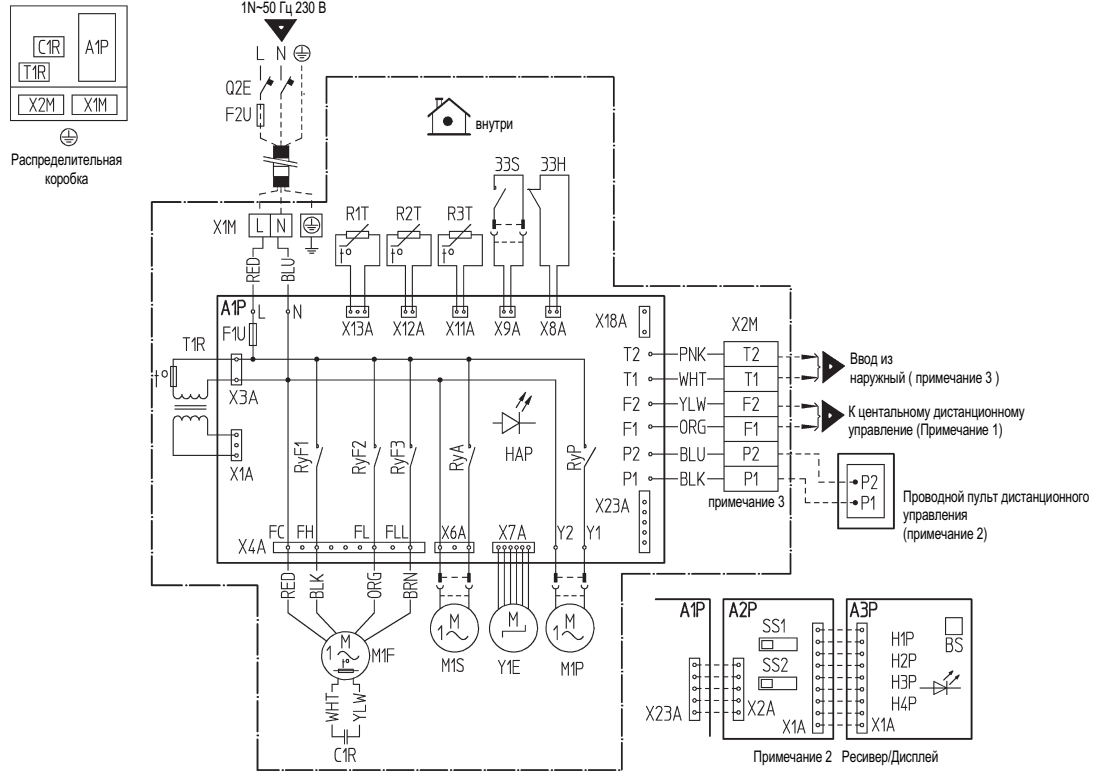 1N~50 Гц 230 В
L N
Q2E
F2U
C1R
A1P
T1R
X2M
X1M
Распределительная
коробка
внутри
X1M
L N
RED
BLU
R1T
R2T
R3T
33S
33H
t°
t°
t°
A1P
L
N
F1U
X13A
X12A
X11A
X9A
X8A
X18A
X2M
T1R
t°
X3A
X1A
RyF1
RyF2
RyF3
RyA
HAP
RyP
T2 PNK T2
T1 WHT T1
F2 YLW F2
F1 ORG F1
P2 BLU P2
P1 BLK P1
Ввод из
наружный ( примечание 3 )
К центральному дистанционному
управление (Примечание 1)
примечание 3
P2
P1
Проводной пульт дистанционного
управления
(примечание 2)
X23A
X4A
FC FH FL FLL
X6A
X7A
Y2 Y1
RED
BLK
ORG
BRN
M
1~
t°
M1F
WHT
YLW
C1R
M
1~
M1S
M
Y1E
M
1~
M1P
A1P
X23A
A2P
SS1
SS2
X2A
X1A
A3P
H1P
H2P
H3P
H4P
BS
X1A
Примечание 2 Ресивер/Дисплей